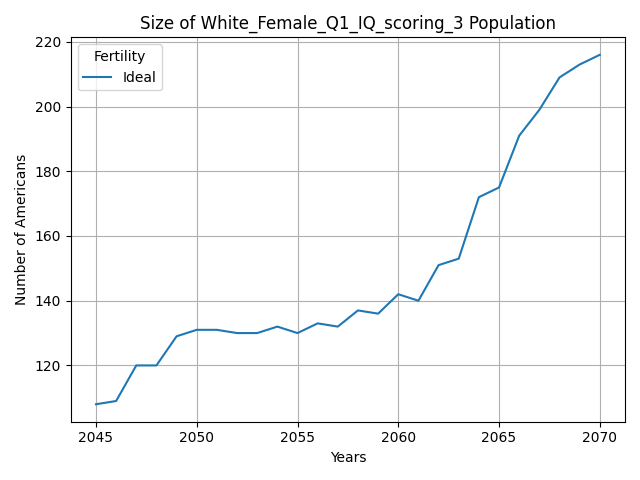 Size of White_Female_Q1_IQ_scoring_3 Population
220
Fertility
Ideal
200
180
160
140
120
Number of Americans
2045 2050 2055 2060 2065 2070
Years